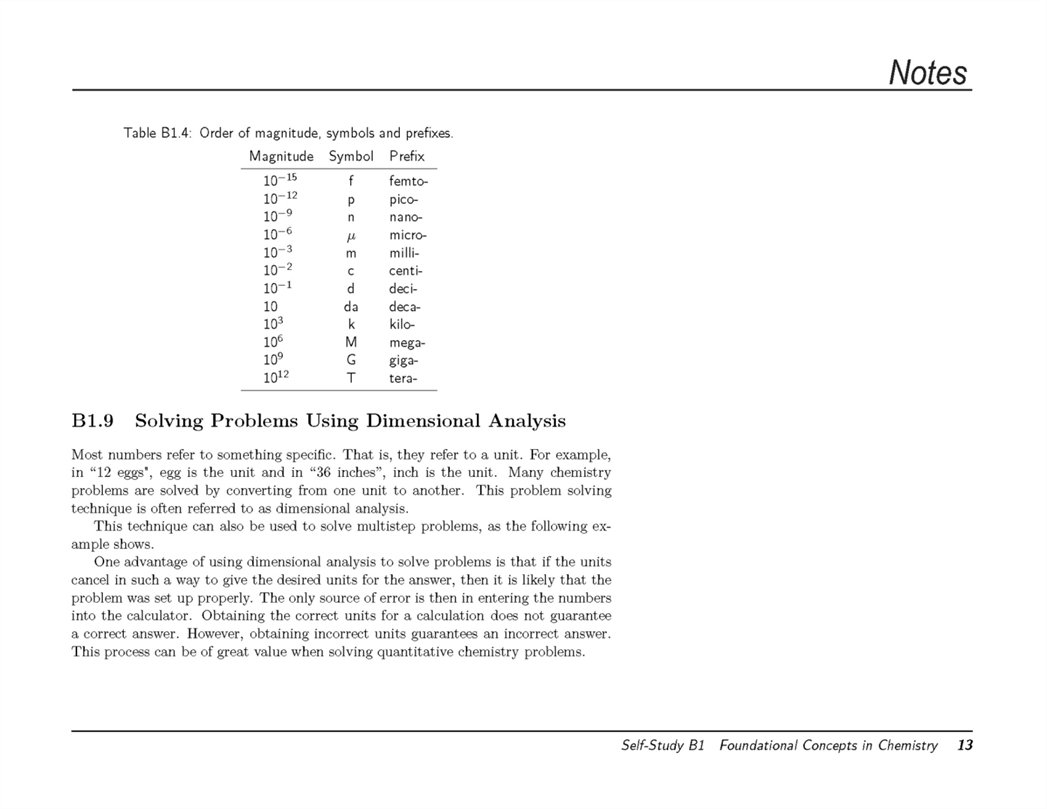 Notes
Table B1.4: Order of magnitude, symbols and prefixes.
Magnitude Symbol Prefix
10⁻¹⁵ f femto-
10⁻¹² p pico-
10⁻⁹ n nano-
10⁻⁶ μ micro-
10⁻³ m milli-
10⁻² c centi-
10⁻¹ d deci-
10 da deca-
10³ k kilo-
10⁶ M mega-
10⁹ G giga-
10¹² T tera-
B1.9 Solving Problems Using Dimensional Analysis
Most numbers refer to something specific. That is, they refer to a unit. For example,
in “12 eggs", egg is the unit and in “36 inches”, inch is the unit. Many chemistry
problems are solved by converting from one unit to another. This problem solving
technique is often referred to as dimensional analysis.
This technique can also be used to solve multistep problems, as the following ex-
ample shows.
One advantage of using dimensional analysis to solve problems is that if the units
cancel in such a way to give the desired units for the answer, then it is likely that the
problem was set up properly. The only source of error is then in entering the numbers
into the calculator. Obtaining the correct units for a calculation does not guarantee
a correct answer. However, obtaining incorrect units guarantees an incorrect answer.
This process can be of great value when solving quantitative chemistry problems.
Self-Study B1 Foundational Concepts in Chemistry 13